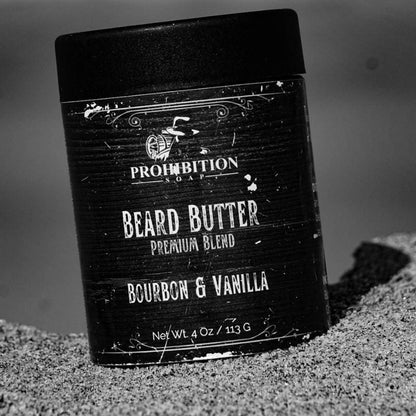 PROHIBITION
SOAP
BEARD BUTTER
PREMIUM BLEND
BOURBON & VANILLA
Net Wt. 4 Oz / 113 G